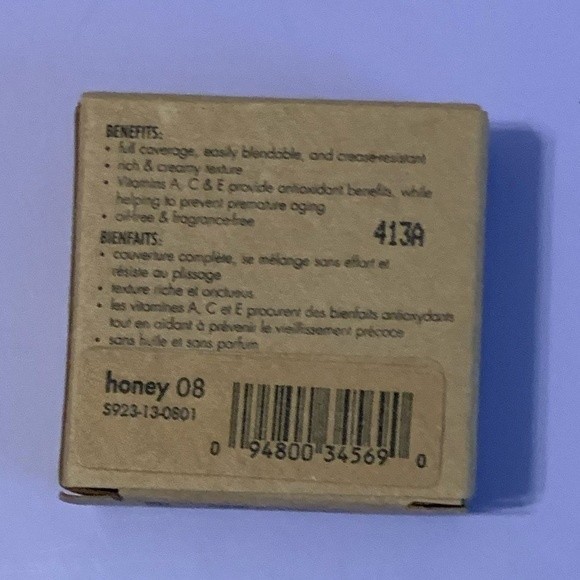 BENEFITS:
• full coverage, easily blendable, and crease-resistant
• rich & creamy texture
• Vitamins A, C & E provide antioxidant benefits, while
helping to prevent premature aging
• oil-free & fragrance-free
413A
BIENFAITS:
• couverture complète, se mélange sans effort et
résiste au plissage
• texture riche et onctueus
• les vitamines A, C et E procurent des bienfaits antioxydants
tout en aidant à prévenir le vieillissement précoce
• sans huile et sans parfum
honey 08
S923-13-0801
0 94800 34569 0